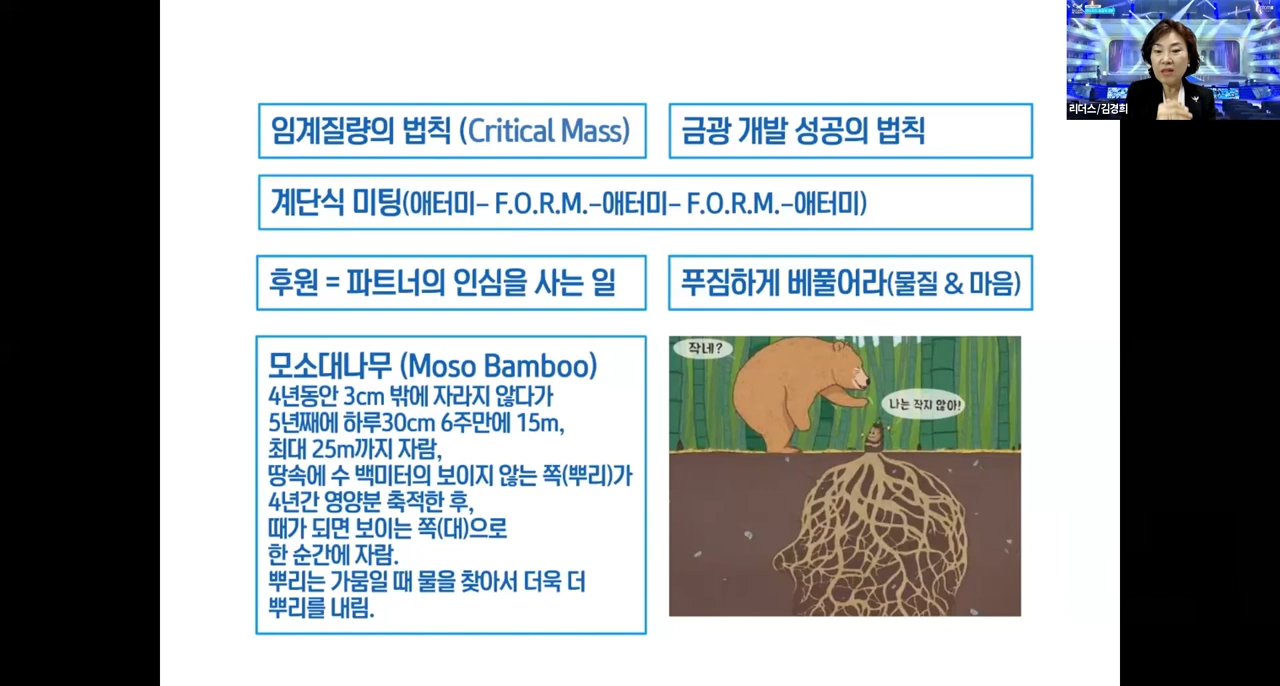 임계질량의 법칙 (Critical Mass)
금광 개발 성공의 법칙
계단식 미팅(애터미- F.O.R.M.-애터미- F.O.R.M.-애터미)
후원 = 파트너의 인심을 사는 일
푸짐하게 베풀어라(물질 & 마음)
모소대나무 (Moso Bamboo)
4년동안 3cm 밖에 자라지 않다가
5년째에 하루30cm 6주만에 15m,
최대 25m까지 자람,
땅속에 수 백미터의 보이지 않는 쪽(뿌리)가
4년간 영양분 축적한 후,
때가 되면 보이는 쪽(대)으로
한 순간에 자람.
뿌리는 가뭄일 때 물을 찾아서 더욱 더
뿌리를 내림.
작네?
나는 작지 않아!
리더스/김경희